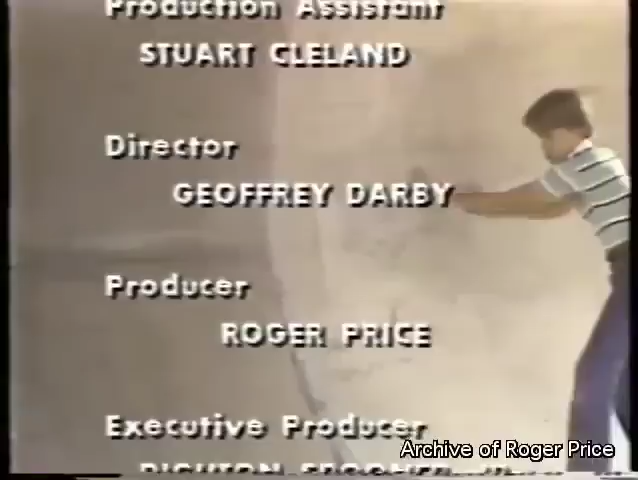 Production Assistant
STUART CLELAND
Director
GEOFFREY DARBY
Producer
ROGER PRICE
Executive Producer
Archive of Roger Price